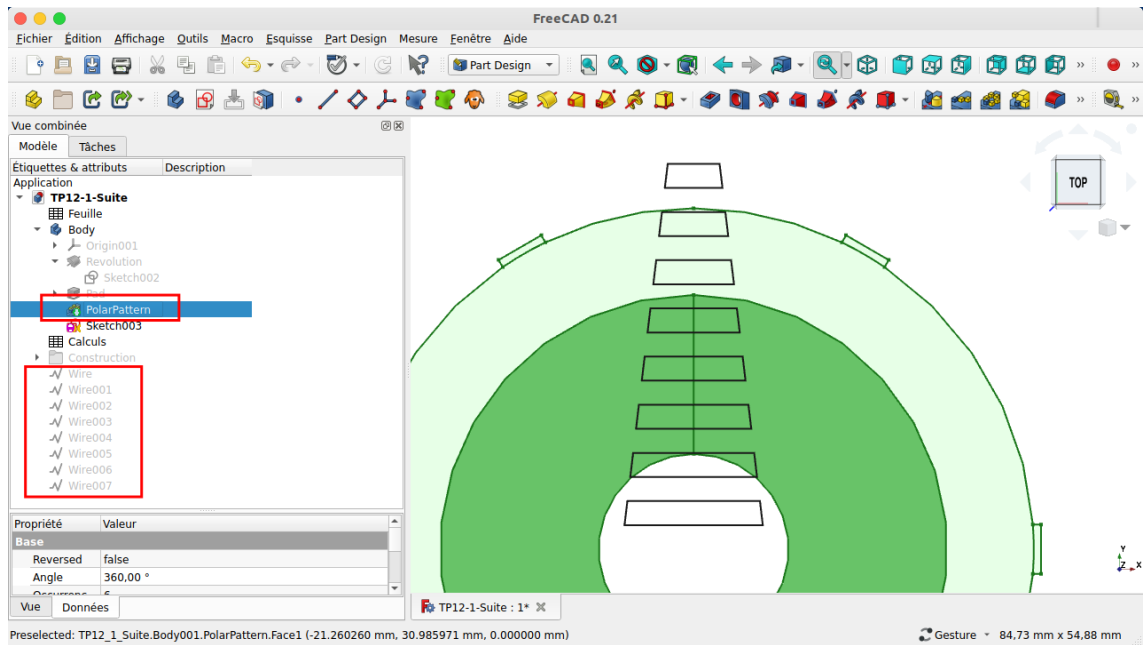 FreeCAD 0.21
Fichier Édition Affichage Outils Macro Esquisse Part Design Mesure Fenêtre Aide
Part Design
Vue combinée
Modèle Tâches
Étiquettes & attributs Description
Application
TP12-1-Suite
Feuille
Body
Origin001
Revolution
Sketch002
Pad
PolarPattern
Sketch003
Calculs
Construction
Wire
Wire001
Wire002
Wire003
Wire004
Wire005
Wire006
Wire007
TOP
Propriété Valeur
Base
Reversed false
Angle 360,00 °
Occurrenc 6
Vue Données
TP12-1-Suite : 1*
Y
Z X
Preselected: TP12_1_Suite.Body001.PolarPattern.Face1 (-21.260260 mm, 30.985971 mm, 0.000000 mm)
Gesture 84,73 mm x 54,88 mm